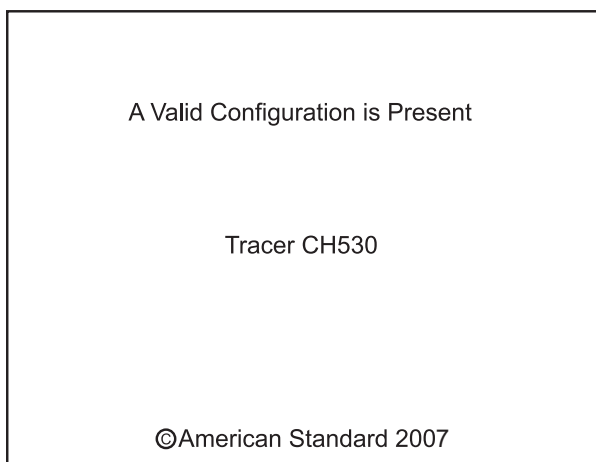 A Valid Configuration is Present
Tracer CH530
©American Standard 2007